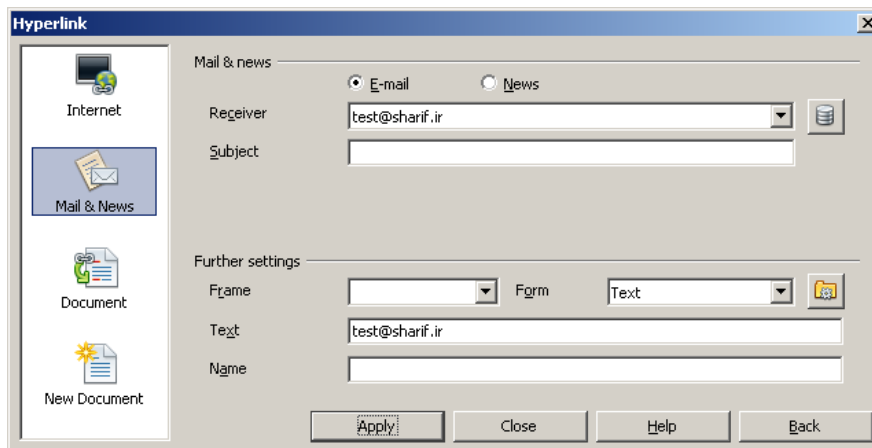 Hyperlink
Internet
Mail & News
Document
New Document
Mail & news
E-mail News
Receiver test@sharif.ir
Subject
Further settings
Frame Form Text
Text test@sharif.ir
Name
Apply Close Help Back